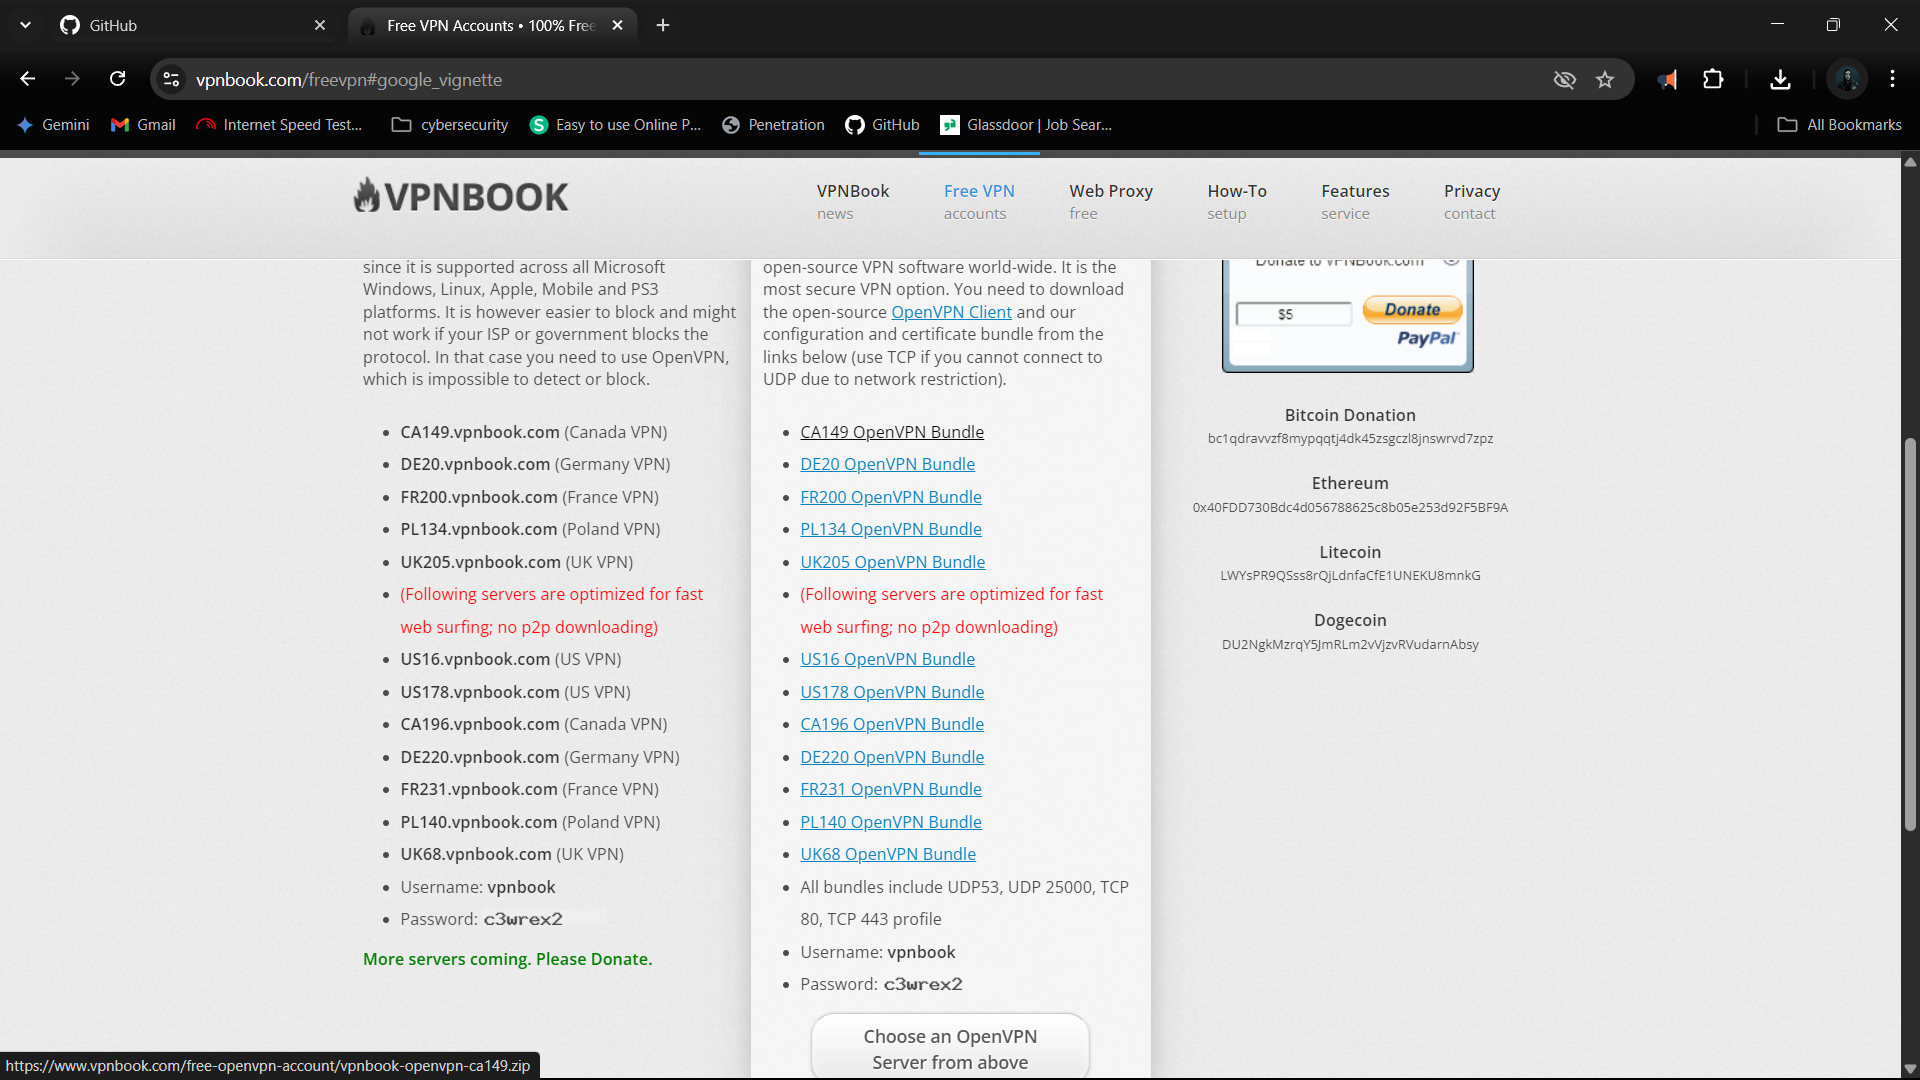 GitHub
Free VPN Accounts • 100% Free
vpnbook.com/freevpn#google_vignette
Gemini
Gmail
Internet Speed Test...
cybersecurity
Easy to use Online P...
Penetration
GitHub
Glassdoor | Job Sear...
All Bookmarks
VPNBOOK
VPNBook
news
Free VPN
accounts
Web Proxy
free
How-To
setup
Features
service
Privacy
contact
since it is supported across all Microsoft
Windows, Linux, Apple, Mobile and PS3
platforms. It is however easier to block and might
not work if your ISP or government blocks the
protocol. In that case you need to use OpenVPN,
which is impossible to detect or block.
CA149.vpnbook.com (Canada VPN)
DE20.vpnbook.com (Germany VPN)
FR200.vpnbook.com (France VPN)
PL134.vpnbook.com (Poland VPN)
UK205.vpnbook.com (UK VPN)
(Following servers are optimized for fast
web surfing; no p2p downloading)
US16.vpnbook.com (US VPN)
US178.vpnbook.com (US VPN)
CA196.vpnbook.com (Canada VPN)
DE220.vpnbook.com (Germany VPN)
FR231.vpnbook.com (France VPN)
PL140.vpnbook.com (Poland VPN)
UK68.vpnbook.com (UK VPN)
Username: vpnbook
Password: c3wrex2
More servers coming. Please Donate.
open-source VPN software world-wide. It is the
most secure VPN option. You need to download
the open-source OpenVPN Client and our
configuration and certificate bundle from the
links below (use TCP if you cannot connect to
UDP due to network restriction).
CA149 OpenVPN Bundle
DE20 OpenVPN Bundle
FR200 OpenVPN Bundle
PL134 OpenVPN Bundle
UK205 OpenVPN Bundle
(Following servers are optimized for fast
web surfing; no p2p downloading)
US16 OpenVPN Bundle
US178 OpenVPN Bundle
CA196 OpenVPN Bundle
DE220 OpenVPN Bundle
FR231 OpenVPN Bundle
PL140 OpenVPN Bundle
UK68 OpenVPN Bundle
All bundles include UDP53, UDP 25000, TCP
80, TCP 443 profile
Username: vpnbook
Password: c3wrex2
Choose an OpenVPN
Server from above
Donate to VPNBook.com
$5
Donate
PayPal
Bitcoin Donation
bc1qdravvzf8mypqqtj4dk45zsgczl8jnswrvd7zpz
Ethereum
0x40FDD730Bdc4d056788625c8b05e253d92F5BF9A
Litecoin
LWYsPR9QSss8rQjLdnfaCfE1UNEKU8mnkG
Dogecoin
DU2NgkMzrqY5JmRLm2vVjzvRVudarnAbsy
https://www.vpnbook.com/free-openvpn-account/vpnbook-openvpn-ca149.zip